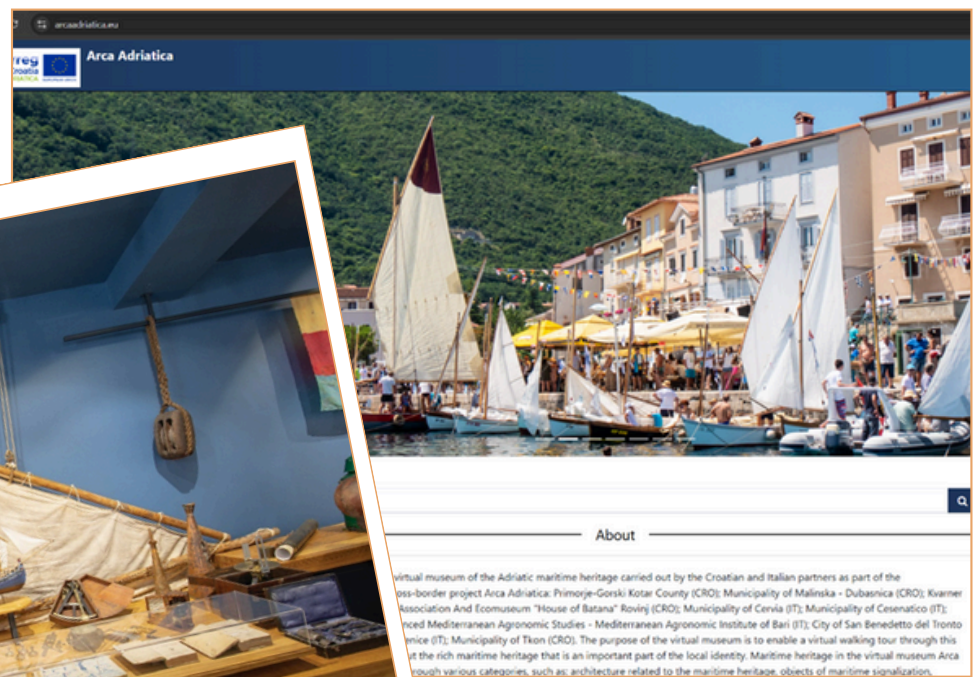 arcaadriatica.eu
Arca Adriatica
About
virtual museum of the Adriatic maritime heritage carried out by the Croatian and Italian partners as part of the
oss-border project Arca Adriatica: Primorje-Gorski Kotar County (CRO); Municipality of Malinska - Dubasnica (CRO); Kvarner
Association And Ecomuseum "House of Batana" Rovinj (CRO); Municipality of Cervia (IT); Municipality of Cesenatico (IT);
nced Mediterranean Agronomic Studies - Mediterranean Agronomic Institute of Bari (IT); City of San Benedetto del Tronto
enice (IT); Municipality of Tkon (CRO). The purpose of the virtual museum is to enable a virtual walking tour through this
ut the rich maritime heritage that is an important part of the local identity. Maritime heritage in the virtual museum Arca
rough various categories, such as: architecture related to the maritime heritage, objects of maritime signalization,